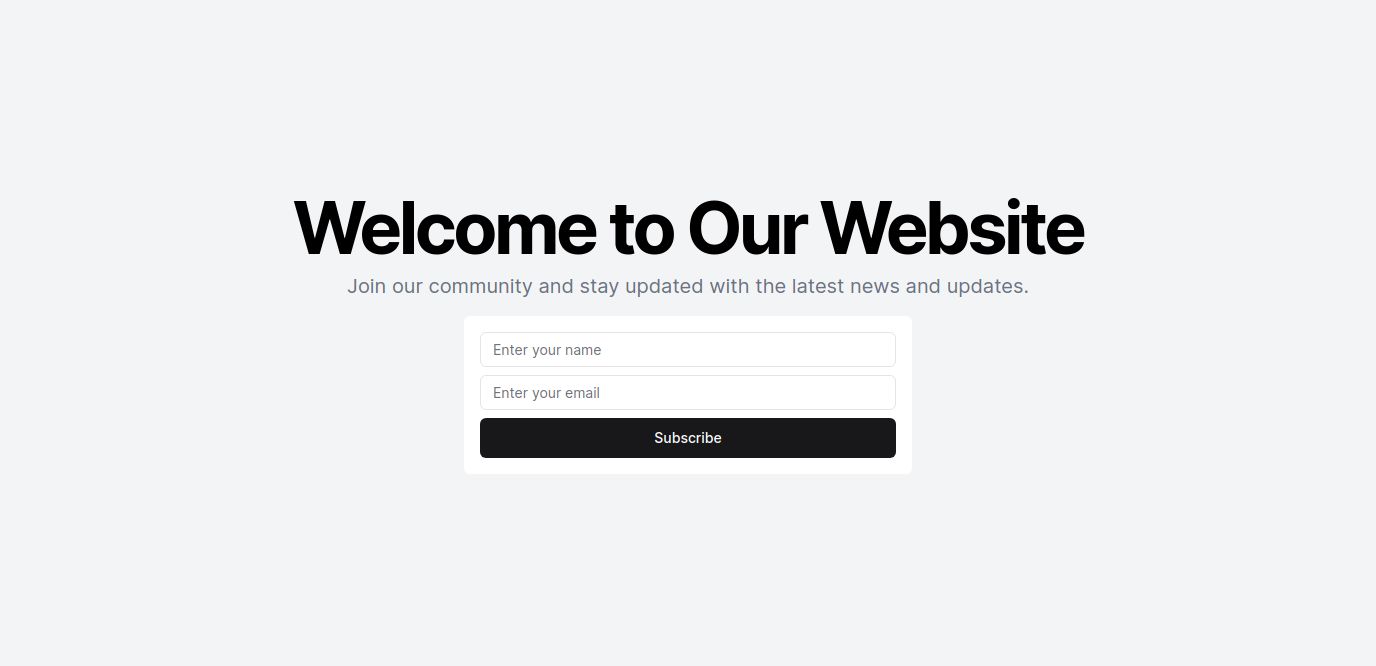 Welcome to Our Website
Join our community and stay updated with the latest news and updates.
Enter your name
Enter your email
Subscribe